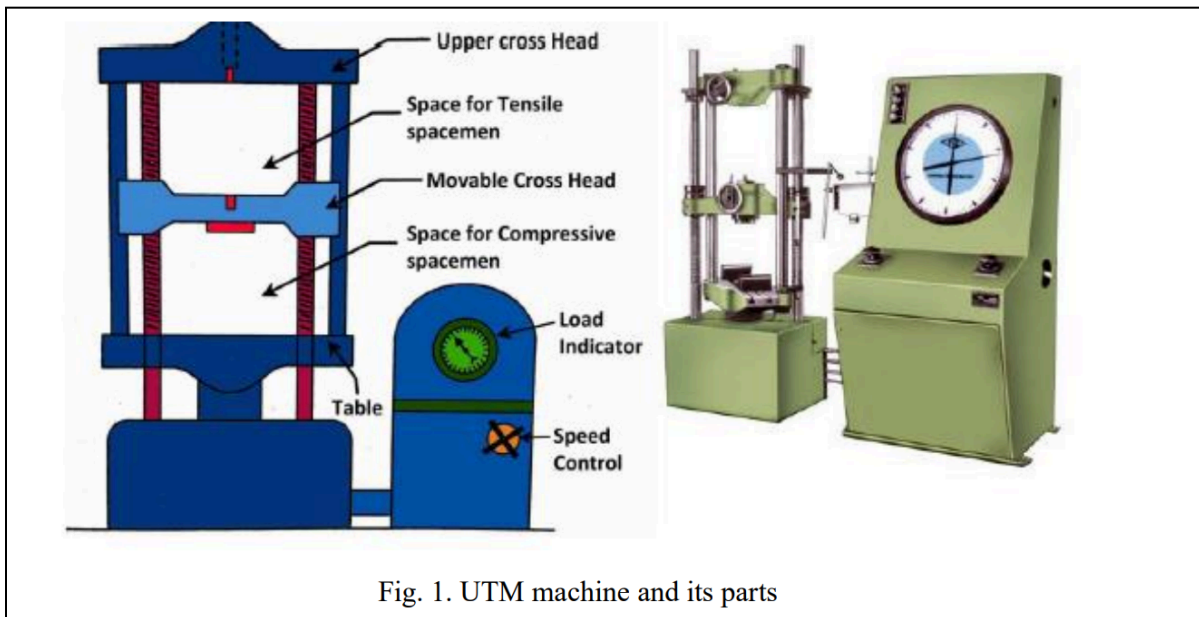 Upper cross Head
Space for Tensile
spacemen
Movable Cross Head
Space for Compressive
spacemen
Load
Indicator
Table
Speed
Control
Fig. 1. UTM machine and its parts